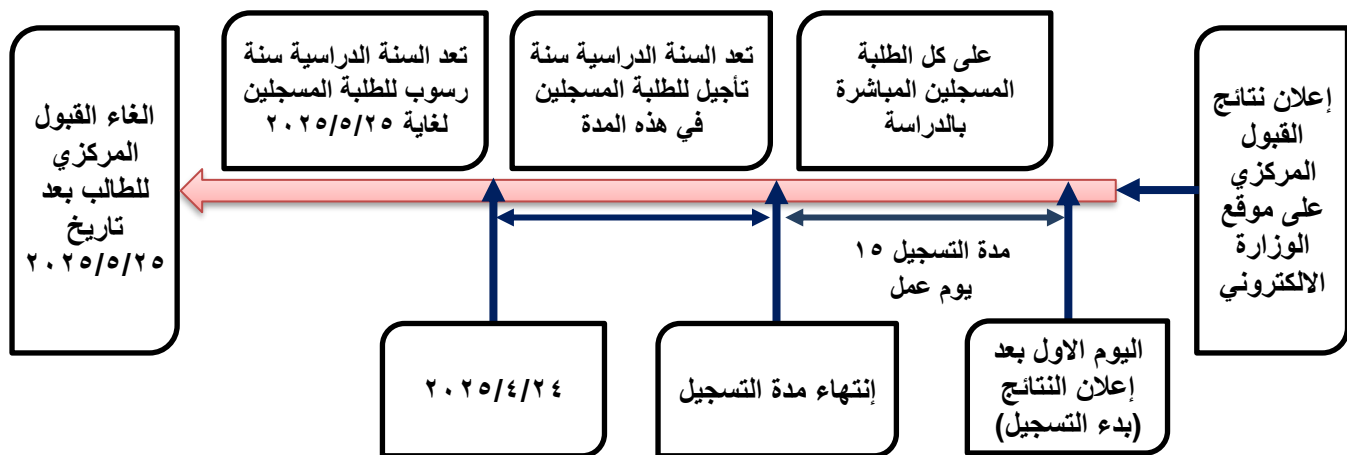 إعلان نتائج
القبول
المركزي
على موقع
الوزارة
الالكتروني
على كل الطلبة
المسجلين المباشرة
بالدراسة
تعد السنة الدراسية سنة
تأجيل للطلبة المسجلين
في هذه المدة
تعد السنة الدراسية سنة
رسوب للطلبة المسجلين
لغاية ٢٠٢٥/٥/٢٥
الغاء القبول
المركزي
للطالب بعد
تاريخ
٢٠٢٥/٥/٢٥
مدة التسجيل ١٥
يوم عمل
اليوم الاول بعد
إعلان النتائج
(بدء التسجيل)
إنتهاء مدة التسجيل
٢٠٢٥/٤/٢٤